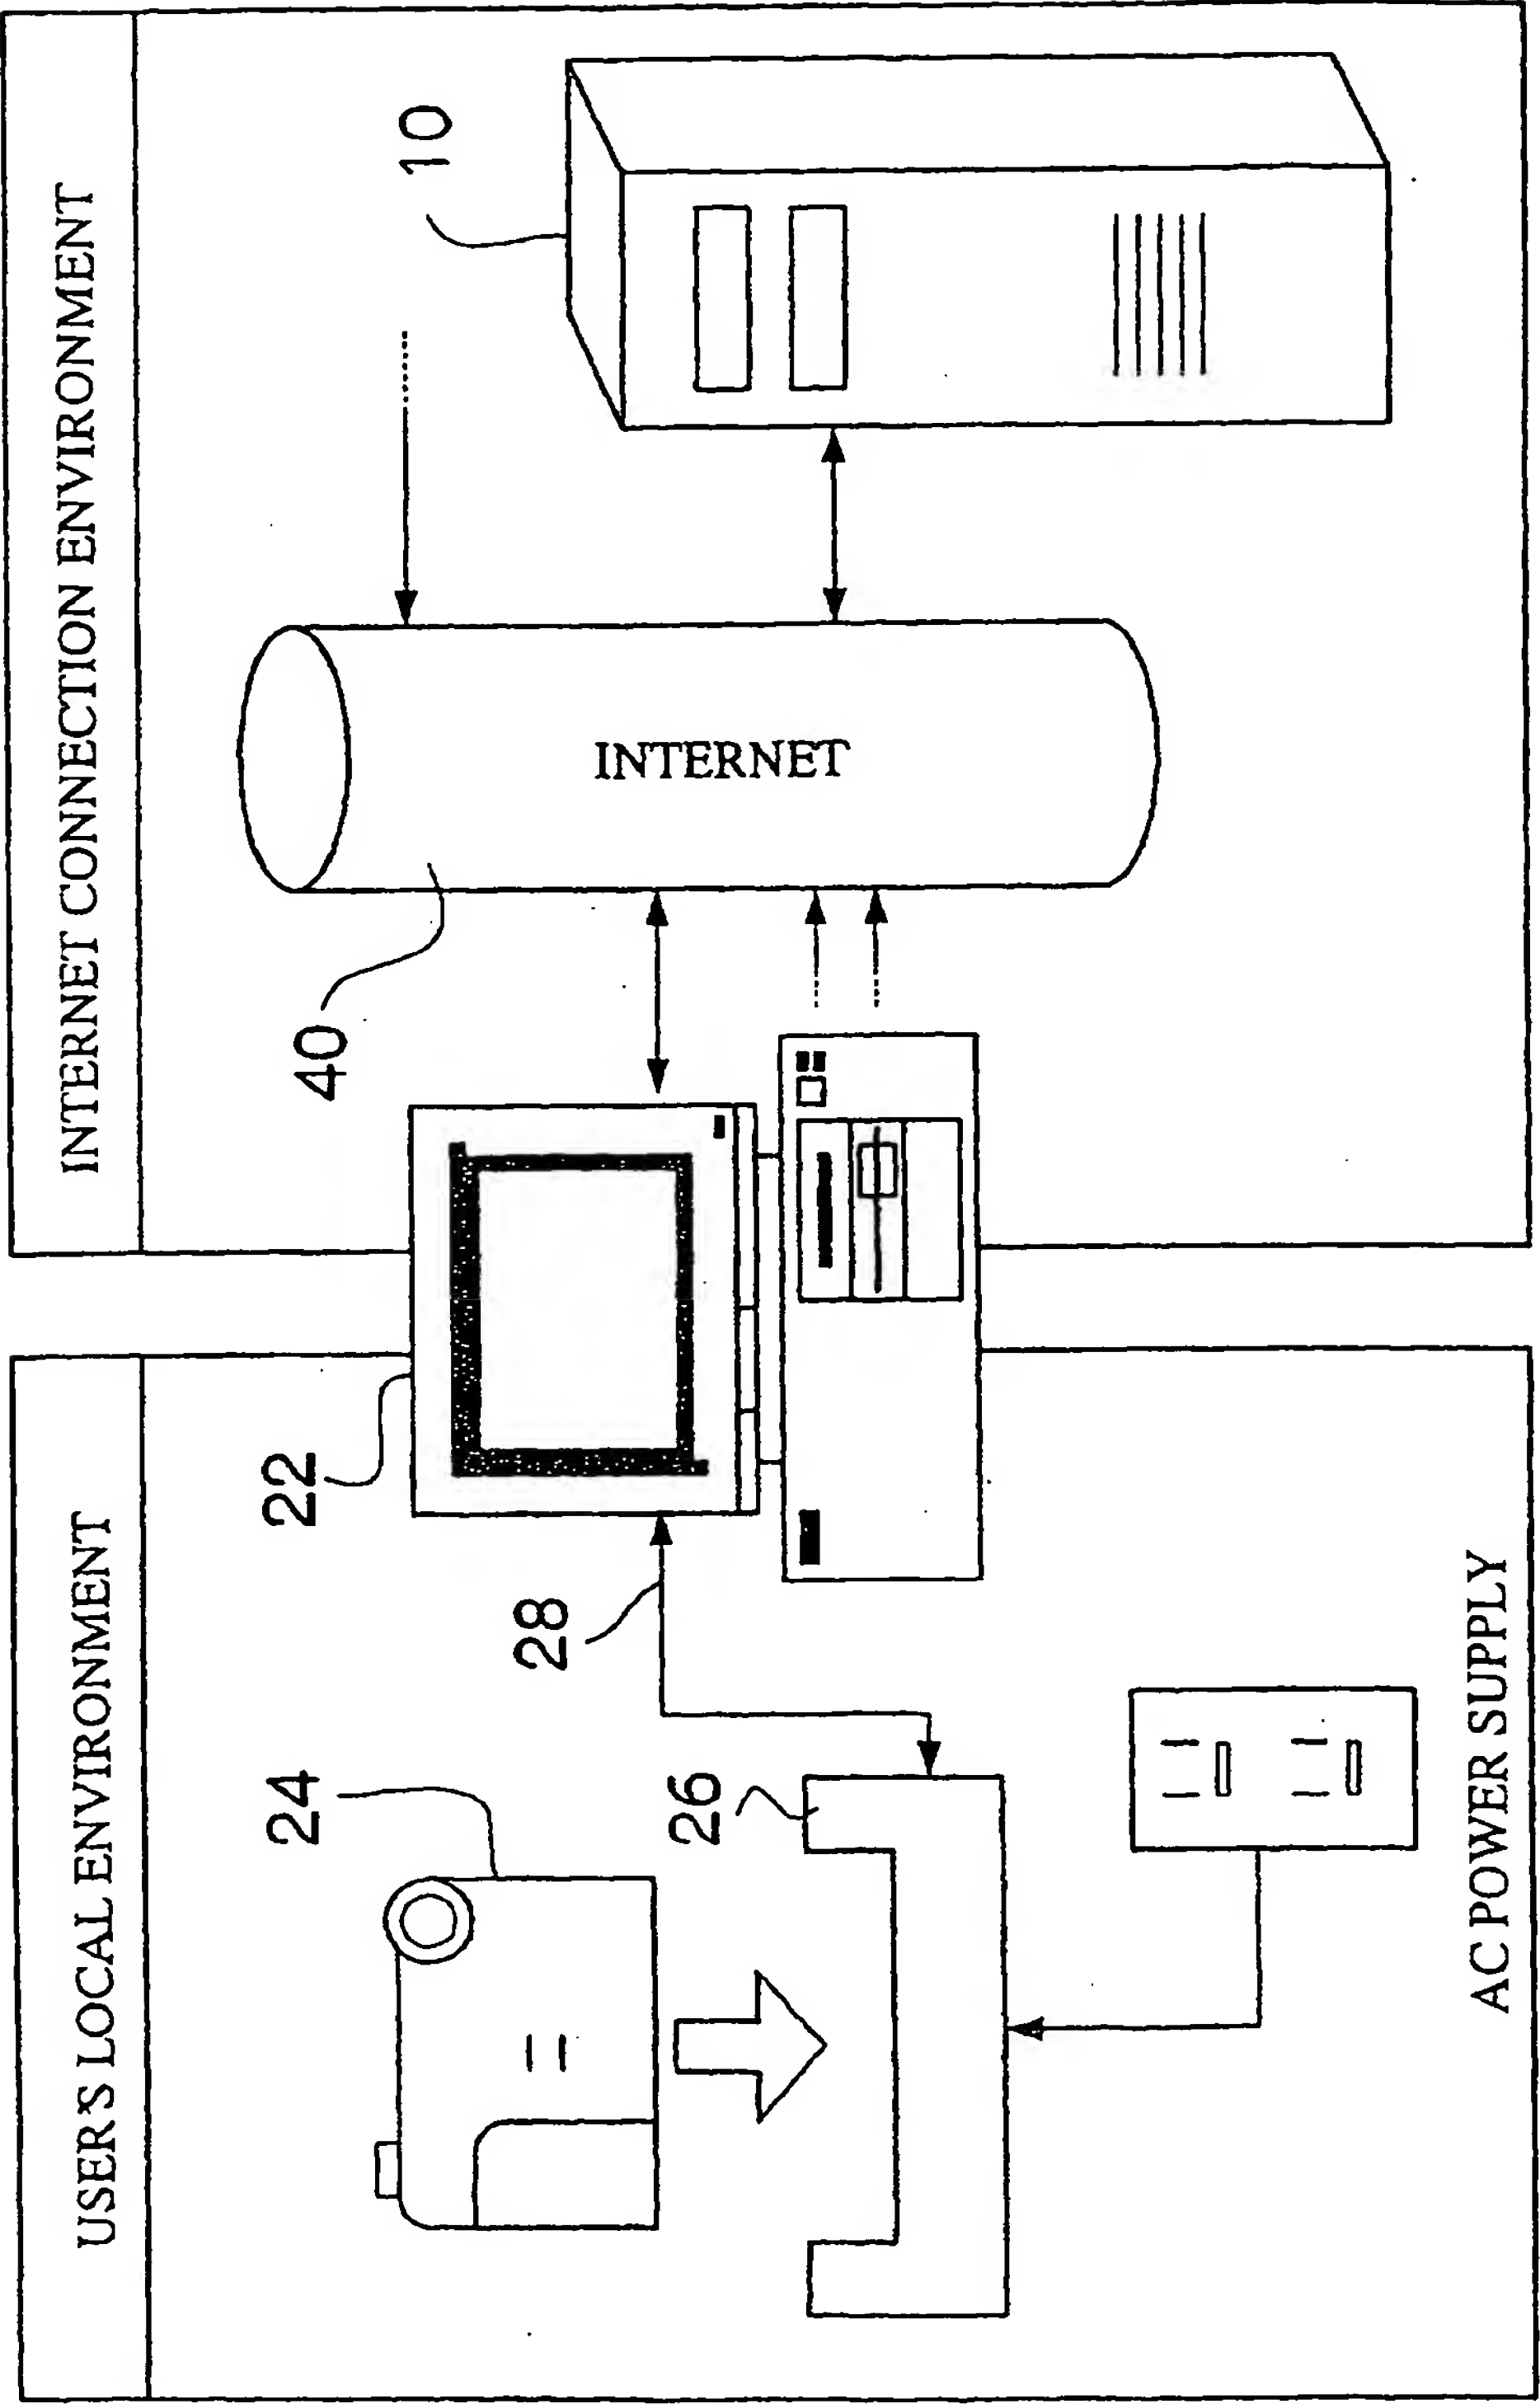 USER'S LOCAL ENVIRONMENT
INTERNET CONNECTION ENVIRONMENT
24
22
40
10
28
26
INTERNET
AC POWER SUPPLY